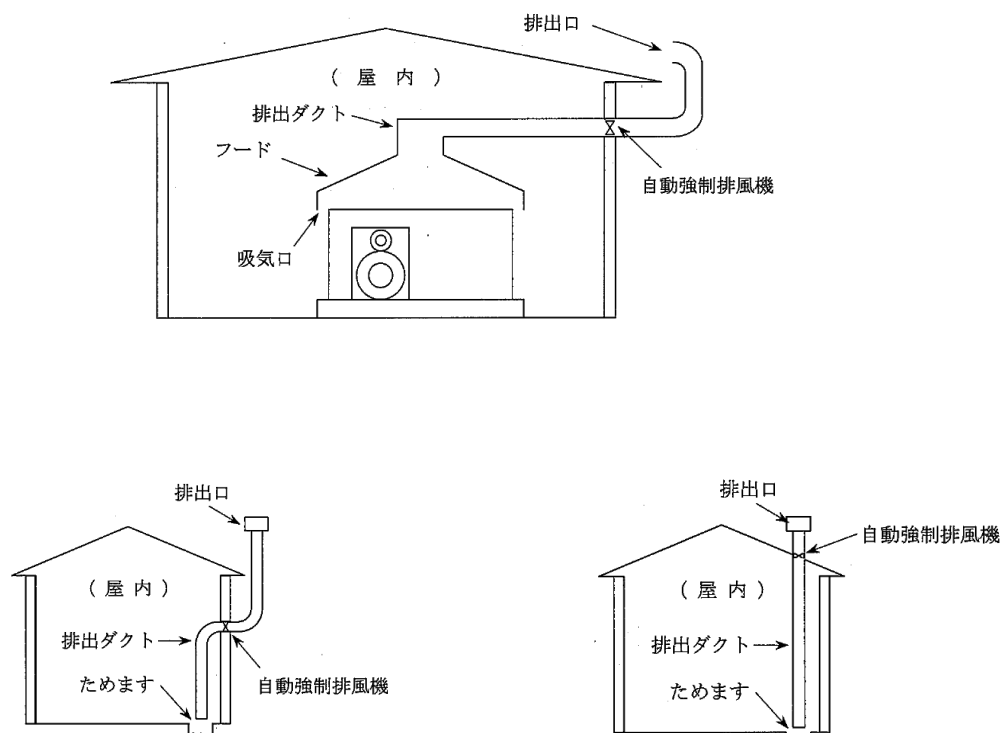 排出口
（屋内）
排出ダクト
フード
自動強制排風機
吸気口
排出口
（屋内）
排出ダクト
自動強制排風機
ためます
排出口
自動強制排風機
（屋内）
排出ダクト
ためます